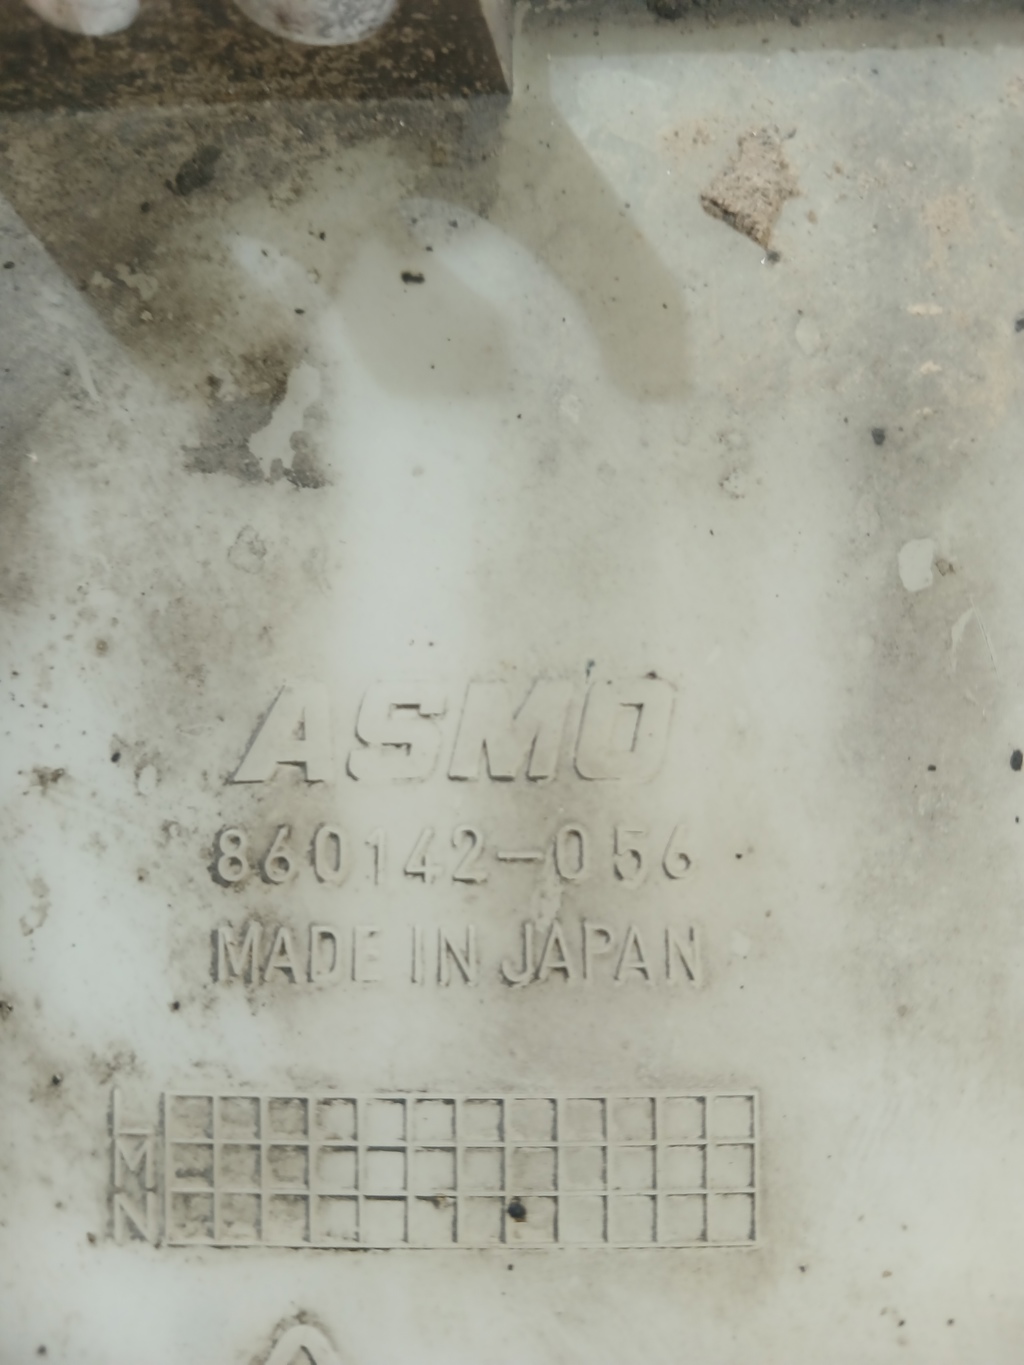 ASMO
860142-056
MADE IN JAPAN
L
M
N